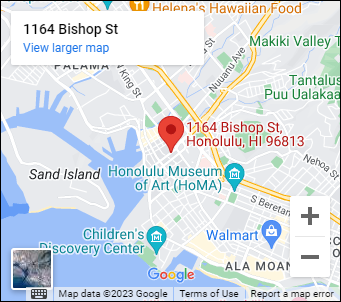 Helena's Hawaiian Food
1164 Bishop St
View larger map
Makiki Valley T
PALAMA
N King St
Nuuanu Ave
Tantalus
Puu Ualakaa
1164 Bishop St,
Honolulu, HI 96813
Nehoa St
Sand Island
Honolulu Museum
of Art (HoMA)
S Beretan
Children's
Discovery Center
Walmart
ALA MOAN
Google
Map data ©2023 Google
Terms of Use
Report a map error